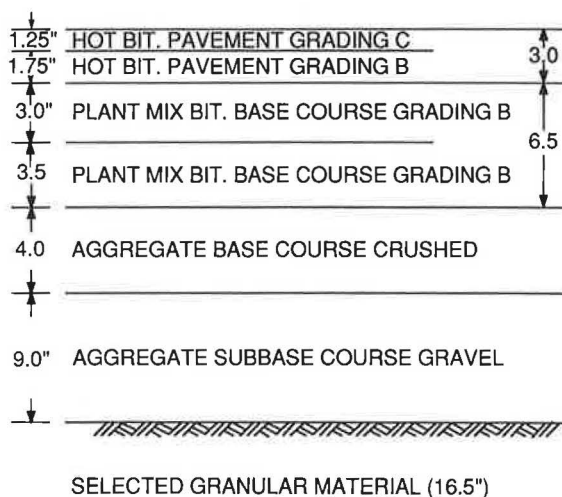 1.25" HOT BIT. PAVEMENT GRADING C
1.75" HOT BIT. PAVEMENT GRADING B
3.0
3.0" PLANT MIX BIT. BASE COURSE GRADING B
6.5
3.5 PLANT MIX BIT. BASE COURSE GRADING B
4.0 AGGREGATE BASE COURSE CRUSHED
9.0" AGGREGATE SUBBASE COURSE GRAVEL
SELECTED GRANULAR MATERIAL (16.5")